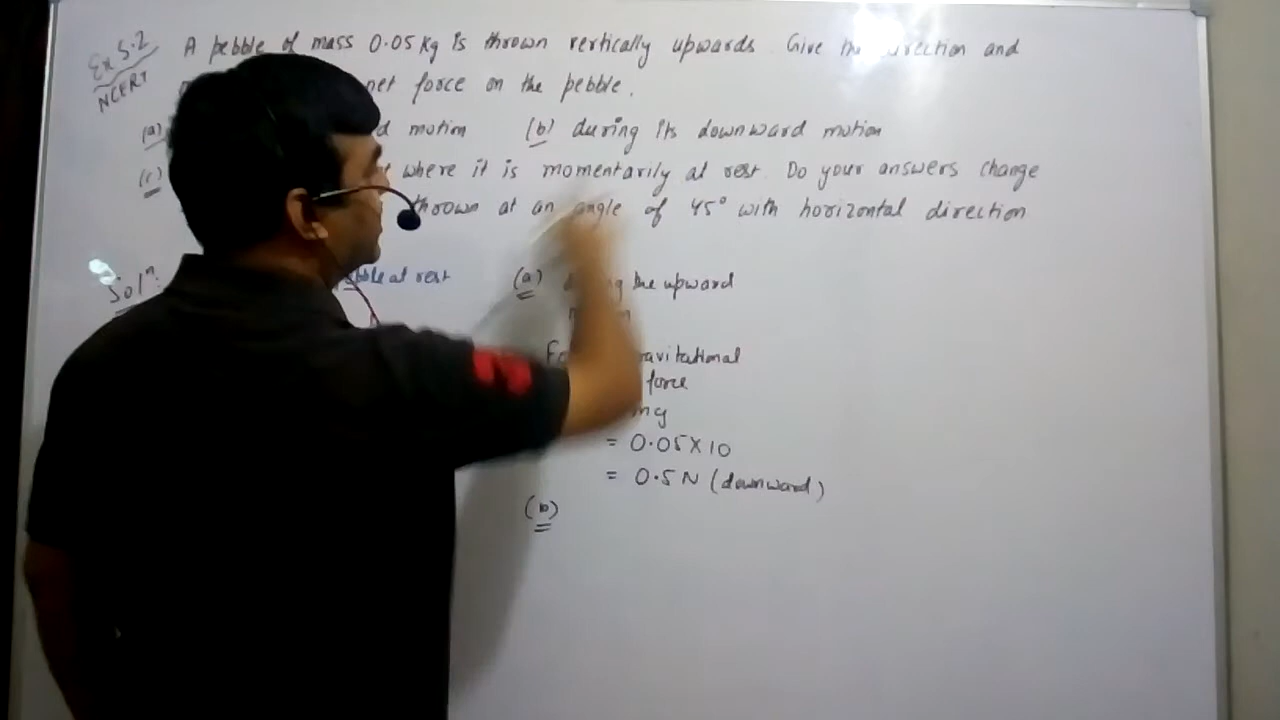 Ex 5.2 A pebble of mass 0.05 Kg is thrown vertically upwards. Give the direction and
NCERT net force on the pebble.
(a) motion (b) during its downward motion
(c) where it is momentarily at rest. Do your answers change
thrown at an angle of 45° with horizontal direction
Solⁿ: at rest (a) the upward
force
mg
= 0.05 X 10
= 0.5 N (downward)
(b)